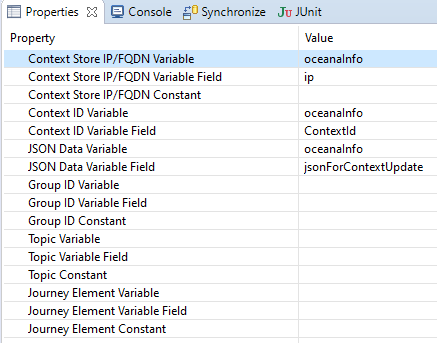 Properties Console Synchronize JUnit
Property Value
Context Store IP/FQDN Variable oceanaInfo
Context Store IP/FQDN Variable Field ip
Context Store IP/FQDN Constant
Context ID Variable oceanaInfo
Context ID Variable Field ContextId
JSON Data Variable oceanaInfo
JSON Data Variable Field jsonForContextUpdate
Group ID Variable
Group ID Variable Field
Group ID Constant
Topic Variable
Topic Variable Field
Topic Constant
Journey Element Variable
Journey Element Variable Field
Journey Element Constant